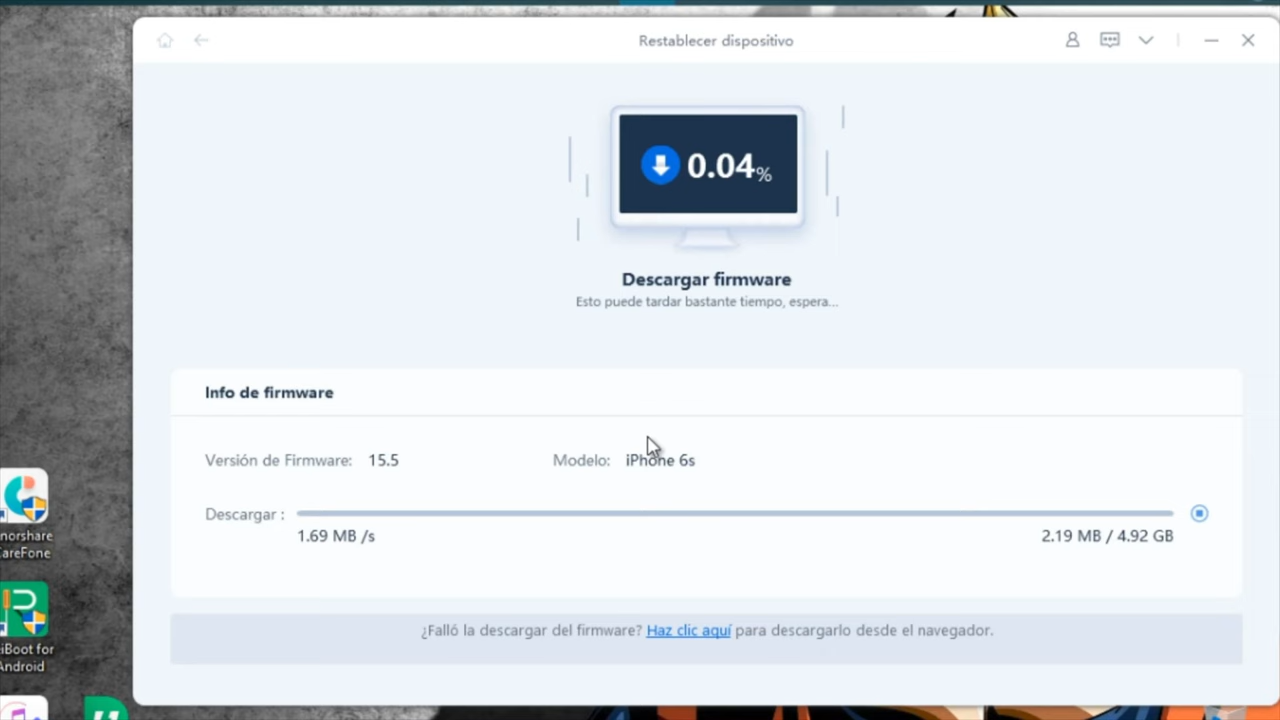 Restablecer dispositivo
0.04%
Descargar firmware
Esto puede tardar bastante tiempo, espera...
Info de firmware
Versión de Firmware: 15.5 Modelo: iPhone 6s
Descargar :
1.69 MB /s 2.19 MB / 4.92 GB
¿Falló la descargar del firmware? Haz clic aquí para descargarlo desde el navegador.
norshare
CareFone
eiBoot for
Android